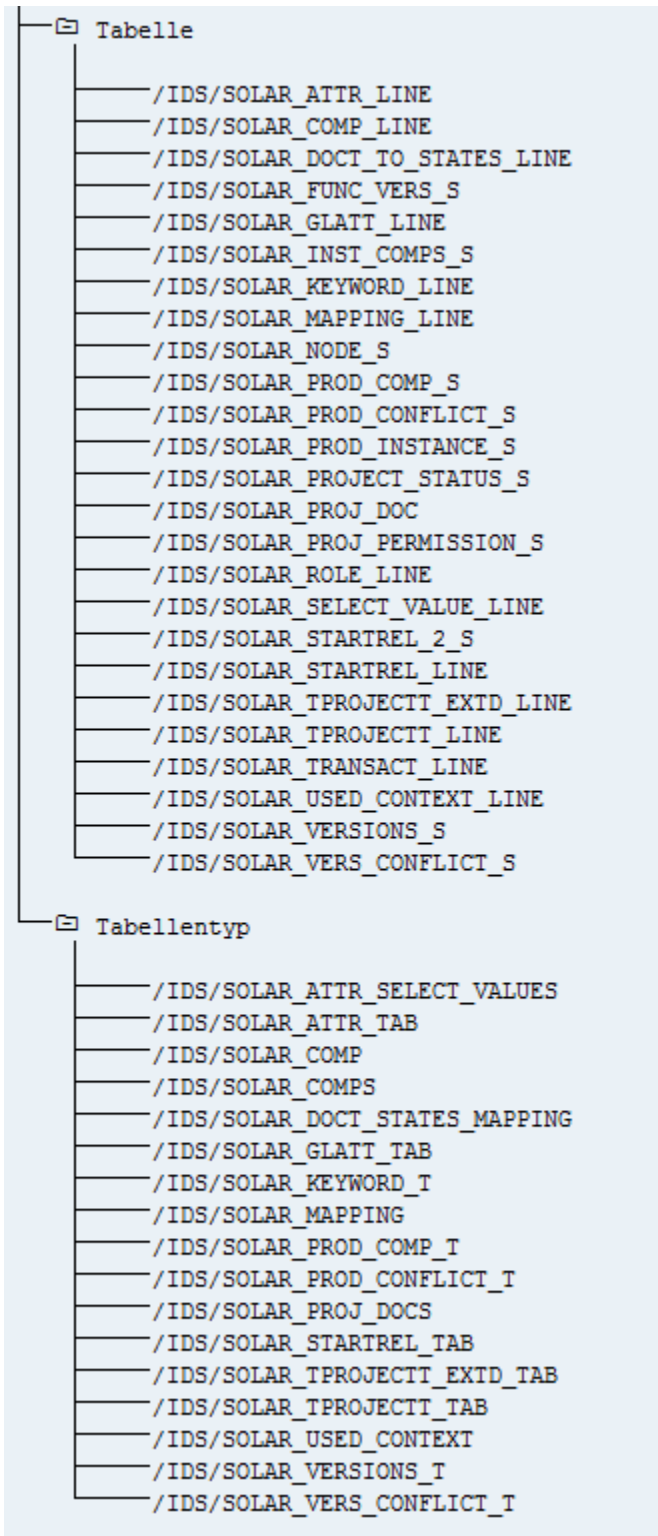 Tabelle
/IDS/SOLAR_ATTR_LINE
/IDS/SOLAR_COMP_LINE
/IDS/SOLAR_DOCT_TO_STATES_LINE
/IDS/SOLAR_FUNC_VERS_S
/IDS/SOLAR_GLATT_LINE
/IDS/SOLAR_INST_COMPS_S
/IDS/SOLAR_KEYWORD_LINE
/IDS/SOLAR_MAPPING_LINE
/IDS/SOLAR_NODE_S
/IDS/SOLAR_PROD_COMP_S
/IDS/SOLAR_PROD_CONFLICT_S
/IDS/SOLAR_PROD_INSTANCE_S
/IDS/SOLAR_PROJECT_STATUS_S
/IDS/SOLAR_PROJ_DOC
/IDS/SOLAR_PROJ_PERMISSION_S
/IDS/SOLAR_ROLE_LINE
/IDS/SOLAR_SELECT_VALUE_LINE
/IDS/SOLAR_STARTREL_2_S
/IDS/SOLAR_STARTREL_LINE
/IDS/SOLAR_TPROJECTT_EXTD_LINE
/IDS/SOLAR_TPROJECTT_LINE
/IDS/SOLAR_TRANSACT_LINE
/IDS/SOLAR_USED_CONTEXT_LINE
/IDS/SOLAR_VERSIONS_S
/IDS/SOLAR_VERS_CONFLICT_S
Tabellentyp
/IDS/SOLAR_ATTR_SELECT_VALUES
/IDS/SOLAR_ATTR_TAB
/IDS/SOLAR_COMP
/IDS/SOLAR_COMPS
/IDS/SOLAR_DOCT_STATES_MAPPING
/IDS/SOLAR_GLATT_TAB
/IDS/SOLAR_KEYWORD_T
/IDS/SOLAR_MAPPING
/IDS/SOLAR_PROD_COMP_T
/IDS/SOLAR_PROD_CONFLICT_T
/IDS/SOLAR_PROJ_DOCS
/IDS/SOLAR_STARTREL_TAB
/IDS/SOLAR_TPROJECTT_EXTD_TAB
/IDS/SOLAR_TPROJECTT_TAB
/IDS/SOLAR_USED_CONTEXT
/IDS/SOLAR_VERSIONS_T
/IDS/SOLAR_VERS_CONFLICT_T